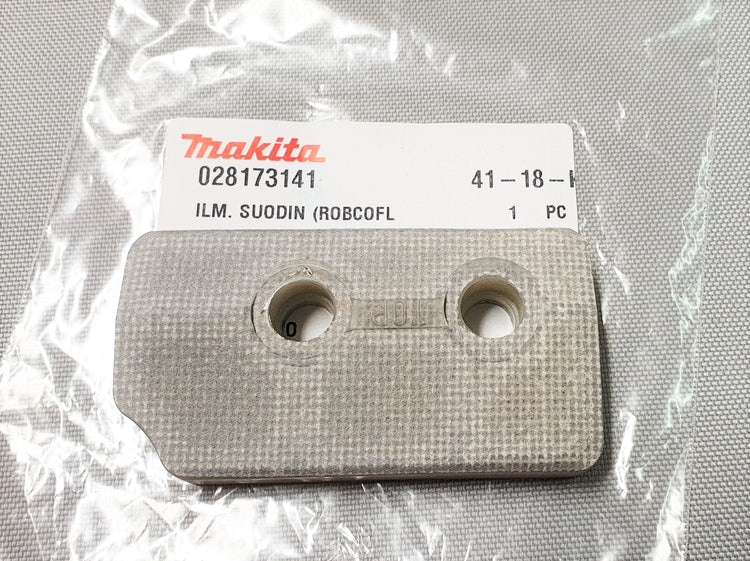 makita
028173141 41-18-
ILM. SUODIN (ROBCOFL 1 PC